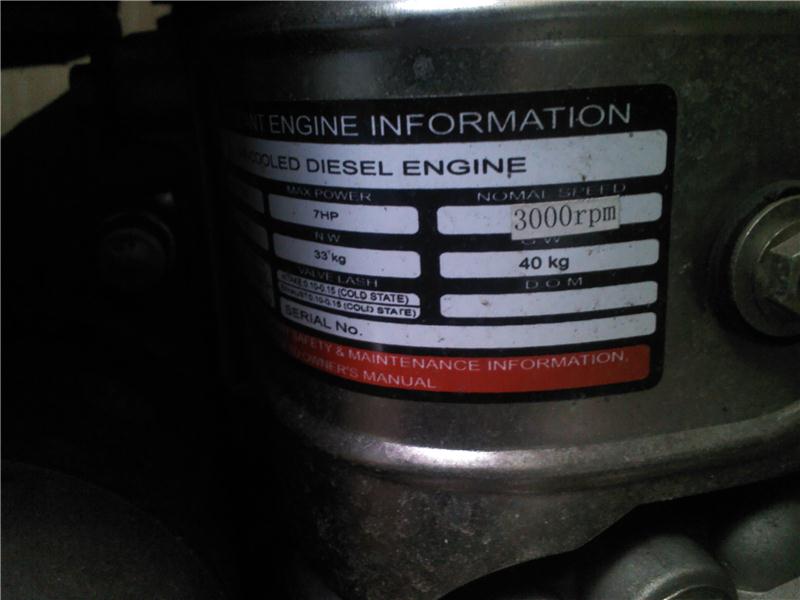 ENGINE INFORMATION
COOLED DIESEL ENGINE
MAX POWER NOMAL SPEED
7HP 3000rpm
N W G W
33 kg 40 kg
VALVE LASH D O M
INTAKE 0.10-0.15 (COLD STATE)
EXHAUST 0.10-0.15 (COLD STATE)
SERIAL No.
SAFETY & MAINTENANCE INFORMATION,
OWNER'S MANUAL